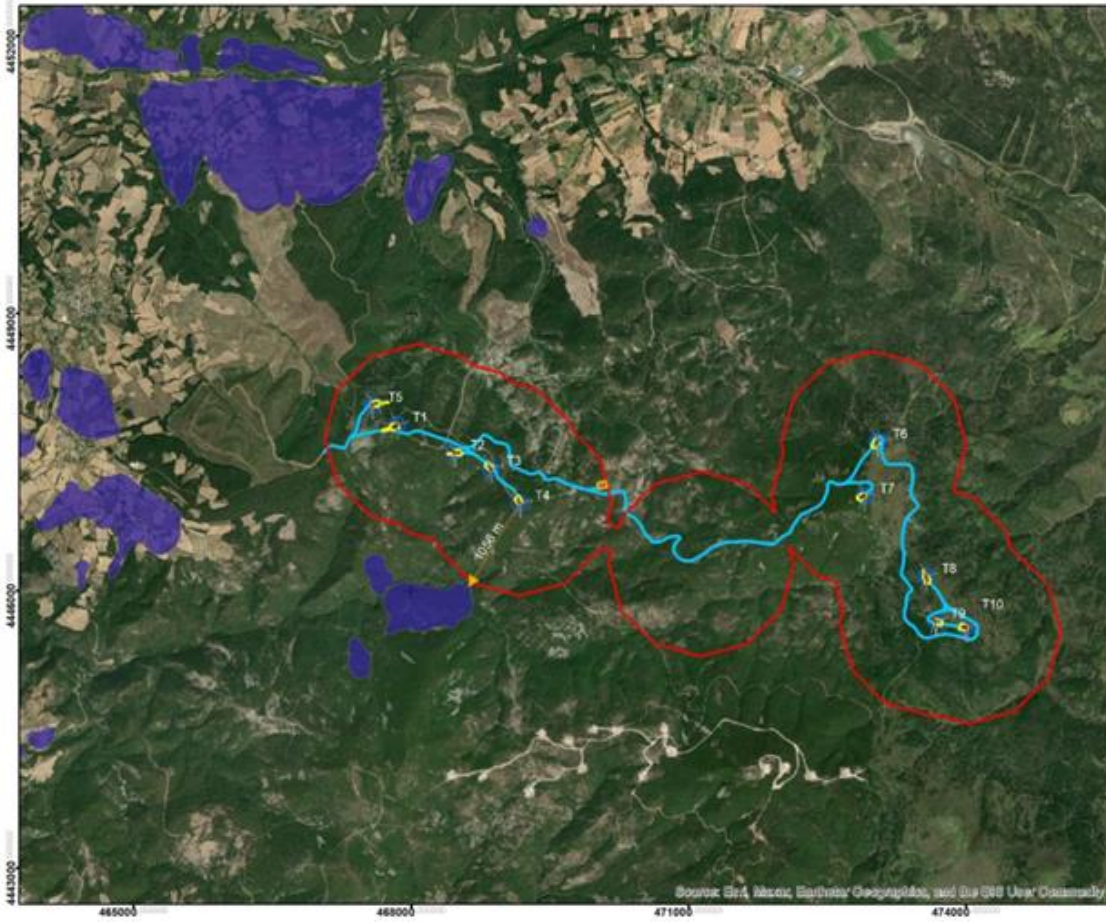 4452000
4449000
4446000
4443000
T5
T1
T2
T3
T4
T6
T7
T8
T9
T10
1056 m
Source: Esri, Maxar, Earthstar Geographics, and the GIS User Community
465000
468000
471000
474000